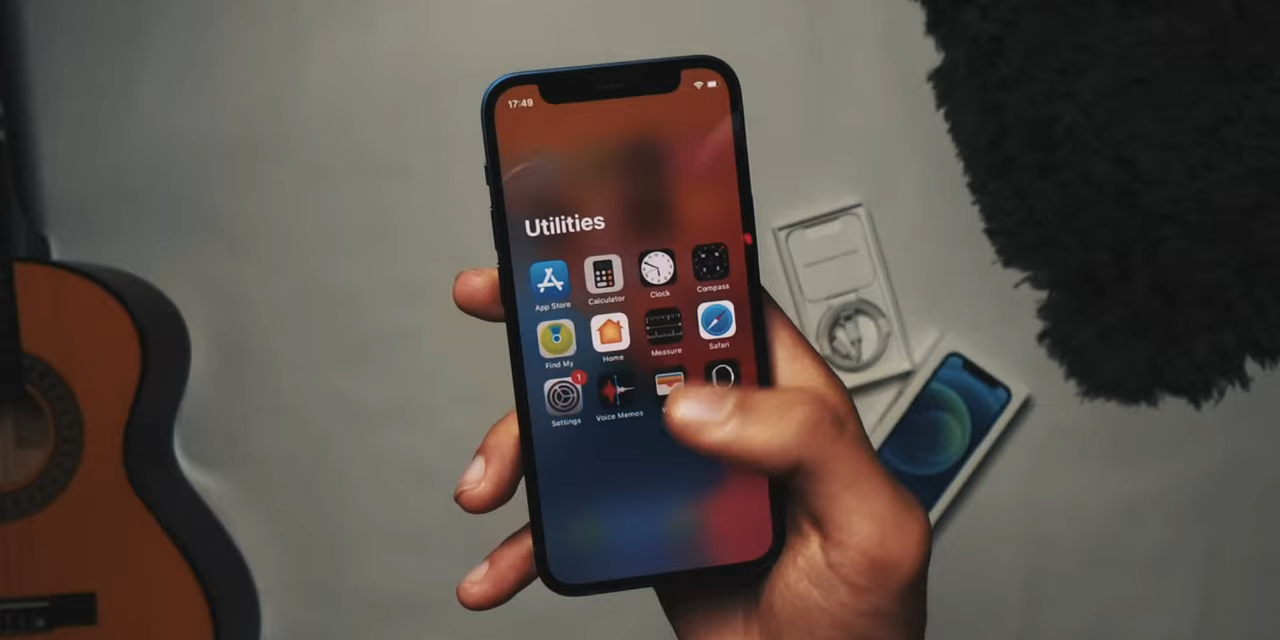 17:49
Utilities
App Store
Calculator
Clock
Compass
Find My
Home
Measure
Safari
Settings
1
Voice Memos